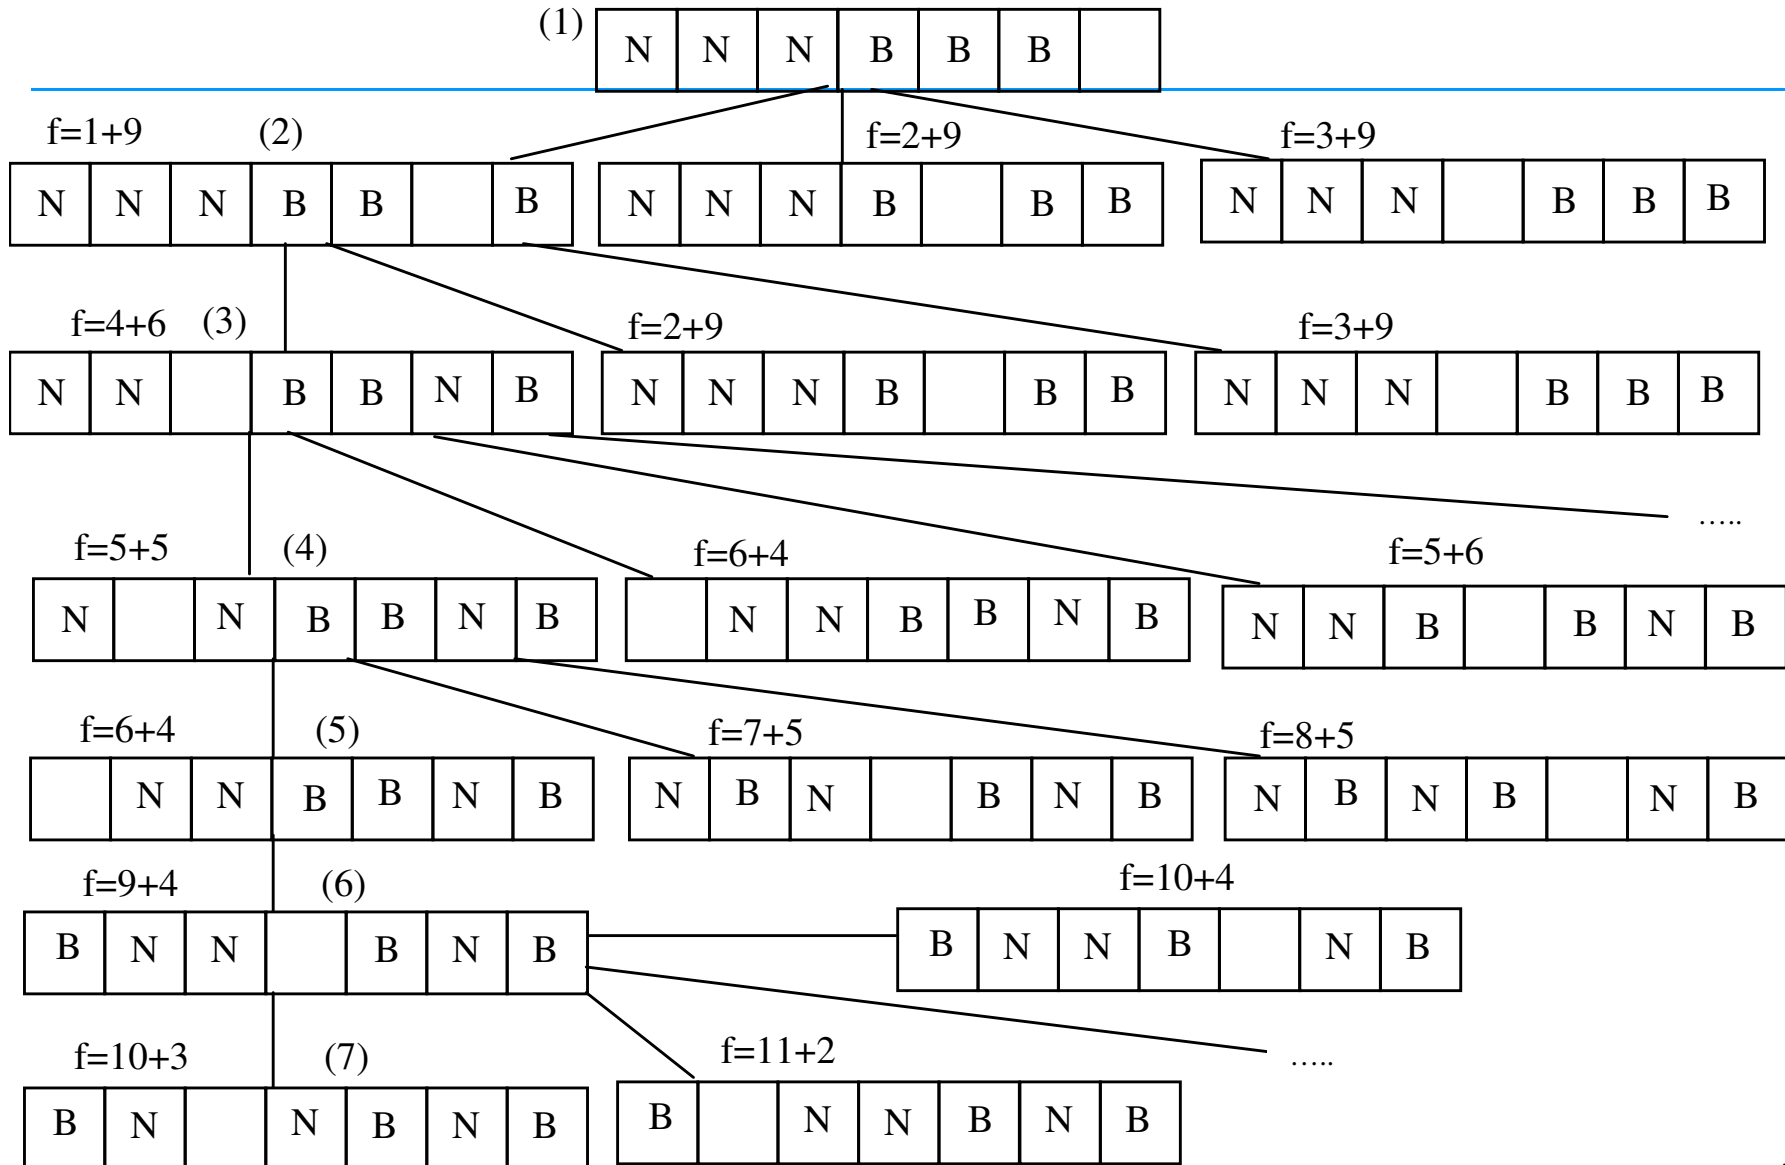 (1)
N N N B B B
f=1+9 (2) f=2+9 f=3+9
N N N B B B N N N B B B N N N B B B
f=4+6 (3) f=2+9 f=3+9
N N B B N B N N N B B B N N N B B B
.....
f=5+5 (4) f=6+4 f=5+6
N N B B N B N N B B N B N N B B N B
f=6+4 (5) f=7+5 f=8+5
N N B B N B N B N B N B N B N B N B
f=9+4 (6) f=10+4
B N N B N B B N N B N B
f=10+3 (7) f=11+2 .....
B N N B N B B N N B N B